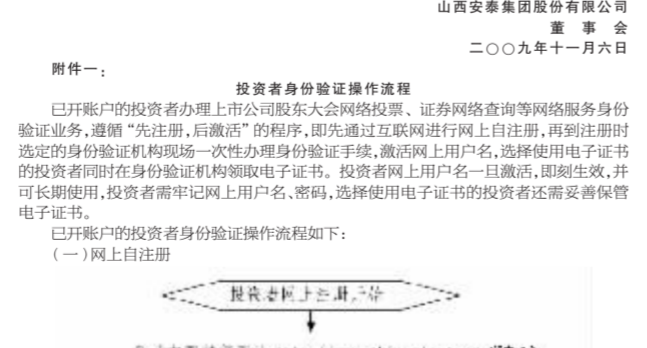 山西安泰集团股份有限公司
董 事 会
二〇〇九年十一月六日
附件一：
投资者身份验证操作流程
已开账户的投资者办理上市公司股东大会网络投票、证券网络查询等网络服务身份
验证业务，遵循“先注册，后激活”的程序，即先通过互联网进行网上自注册，再到注册时
选定的身份验证机构现场一次性办理身份验证手续，激活网上用户名，选择使用电子证书
的投资者同时在身份验证机构领取电子证书。投资者网上用户名一旦激活，即刻生效，并
可长期使用，投资者需牢记网上用户名、密码，选择使用电子证书的投资者还需妥善保管
电子证书。
已开账户的投资者身份验证操作流程如下：
（一）网上自注册
投资者网上注册开始